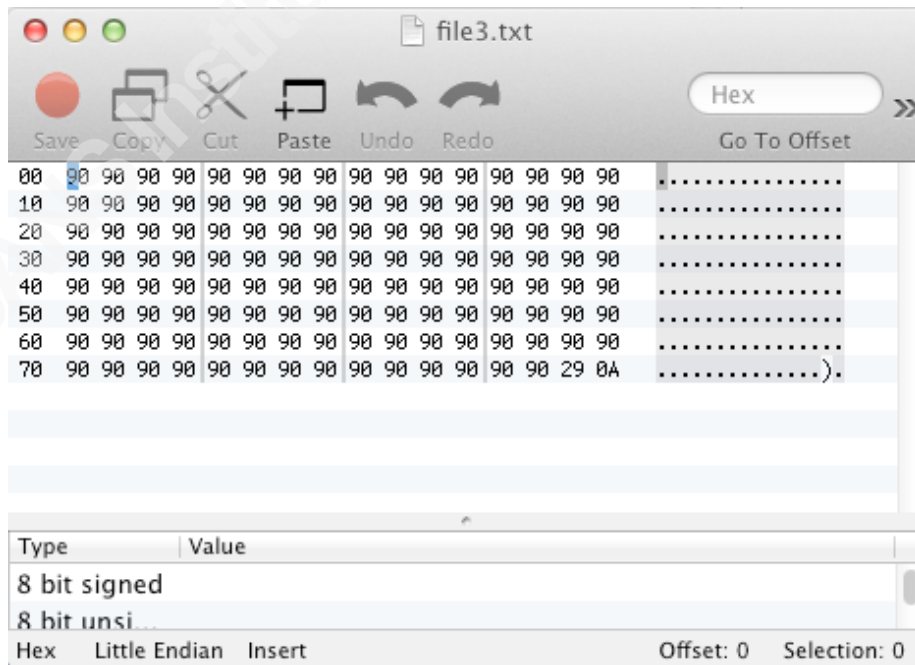 file3.txt
Save Copy Cut Paste Undo Redo Hex Go To Offset
00 90 90 90 90 90 90 90 90 90 90 90 90 90 90 90 90 ................
10 90 90 90 90 90 90 90 90 90 90 90 90 90 90 90 90 ................
20 90 90 90 90 90 90 90 90 90 90 90 90 90 90 90 90 ................
30 90 90 90 90 90 90 90 90 90 90 90 90 90 90 90 90 ................
40 90 90 90 90 90 90 90 90 90 90 90 90 90 90 90 90 ................
50 90 90 90 90 90 90 90 90 90 90 90 90 90 90 90 90 ................
60 90 90 90 90 90 90 90 90 90 90 90 90 90 90 90 90 ................
70 90 90 90 90 90 90 90 90 90 90 90 90 90 90 29 0A ..............).
Type Value
8 bit signed
8 bit unsi...
Hex Little Endian Insert Offset: 0 Selection: 0